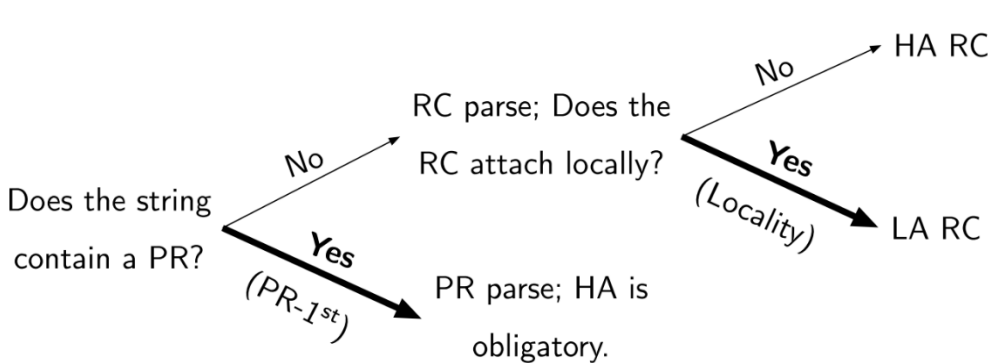 HA RC
No
RC parse; Does the
RC attach locally?
Yes
(Locality)
LA RC
No
Does the string
contain a PR?
Yes
(PR-1st)
PR parse; HA is
obligatory.